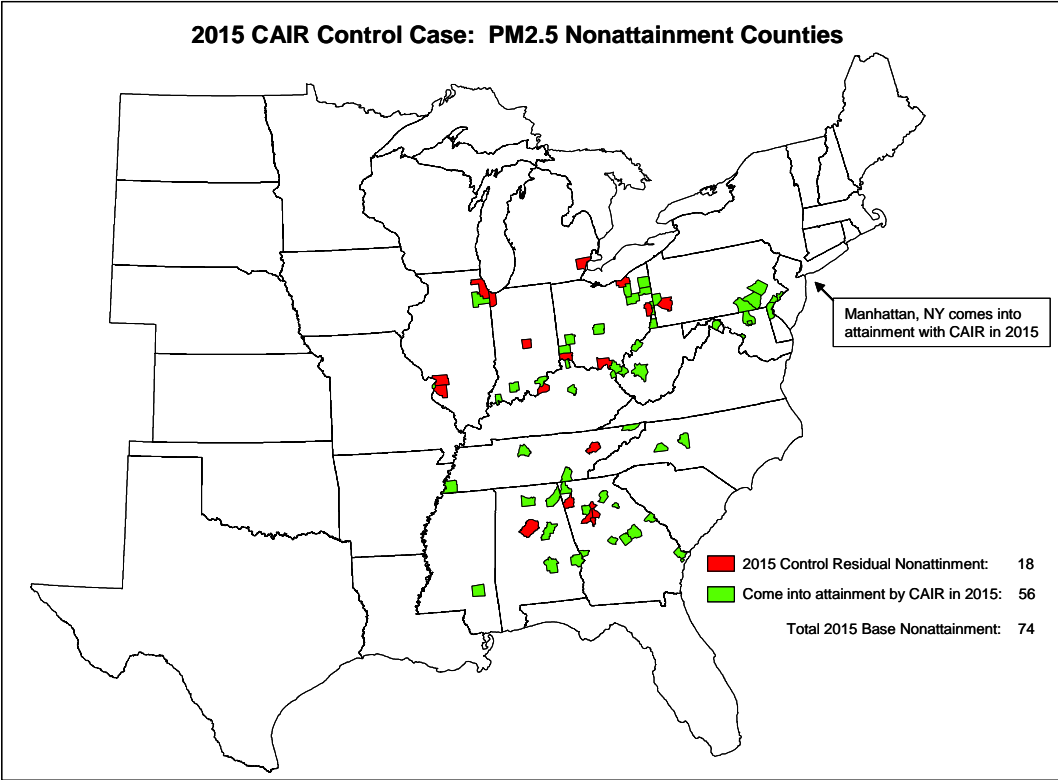 2015 CAIR Control Case:  PM2.5 Nonattainment Counties
Manhattan, NY comes into
attainment with CAIR in 2015
2015 Control Residual Nonattinment: 18
Come into attainment by CAIR in 2015: 56
Total 2015 Base Nonattainment: 74